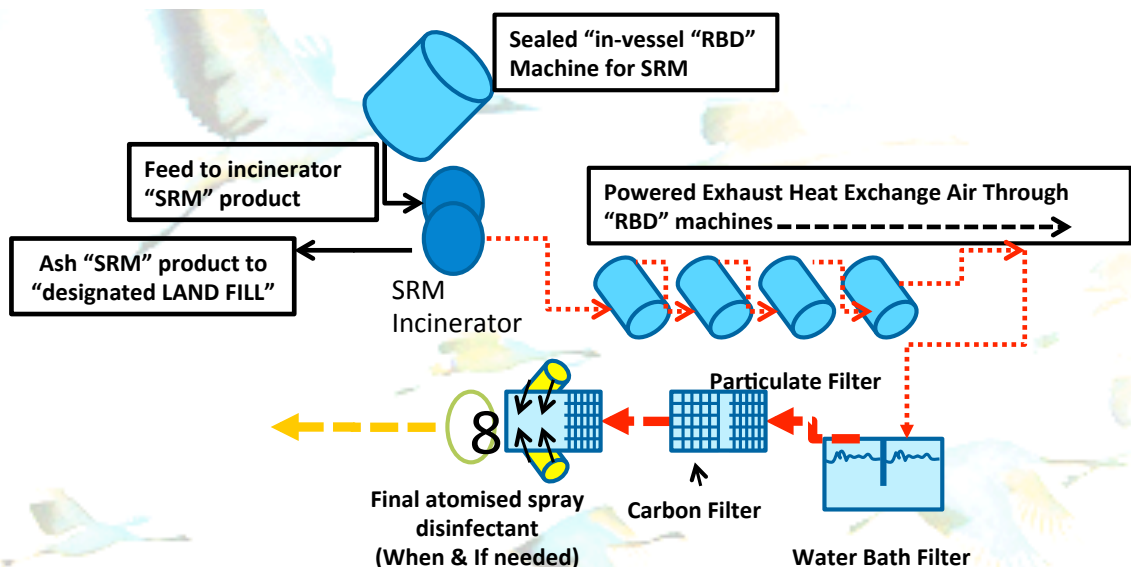 Sealed “in-vessel “RBD”
Machine for SRM
Feed to incinerator
“SRM” product
Powered Exhaust Heat Exchange Air Through
“RBD” machines
Ash “SRM” product to
“designated LAND FILL”
SRM
Incinerator
Particulate Filter
8
Final atomised spray
disinfectant
(When & If needed)
Carbon Filter
Water Bath Filter